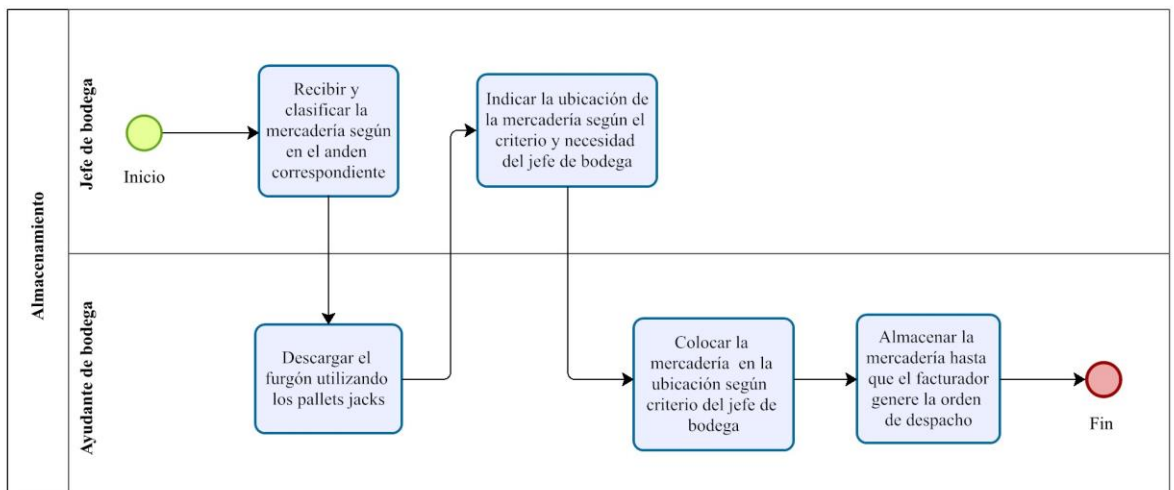 Almacenamiento
Jefe de bodega
Inicio
Recibir y
clasificar la
mercadería según
en el anden
correspondiente
Indicar la ubicación de
la mercadería según el
criterio y necesidad
del jefe de bodega
Ayudante de bodega
Descargar el
furgón utilizando
los pallets jacks
Colocar la
mercadería en la
ubicación según
criterio del jefe de
bodega
Almacenar la
mercadería hasta
que el facturador
genere la orden
de despacho
Fin